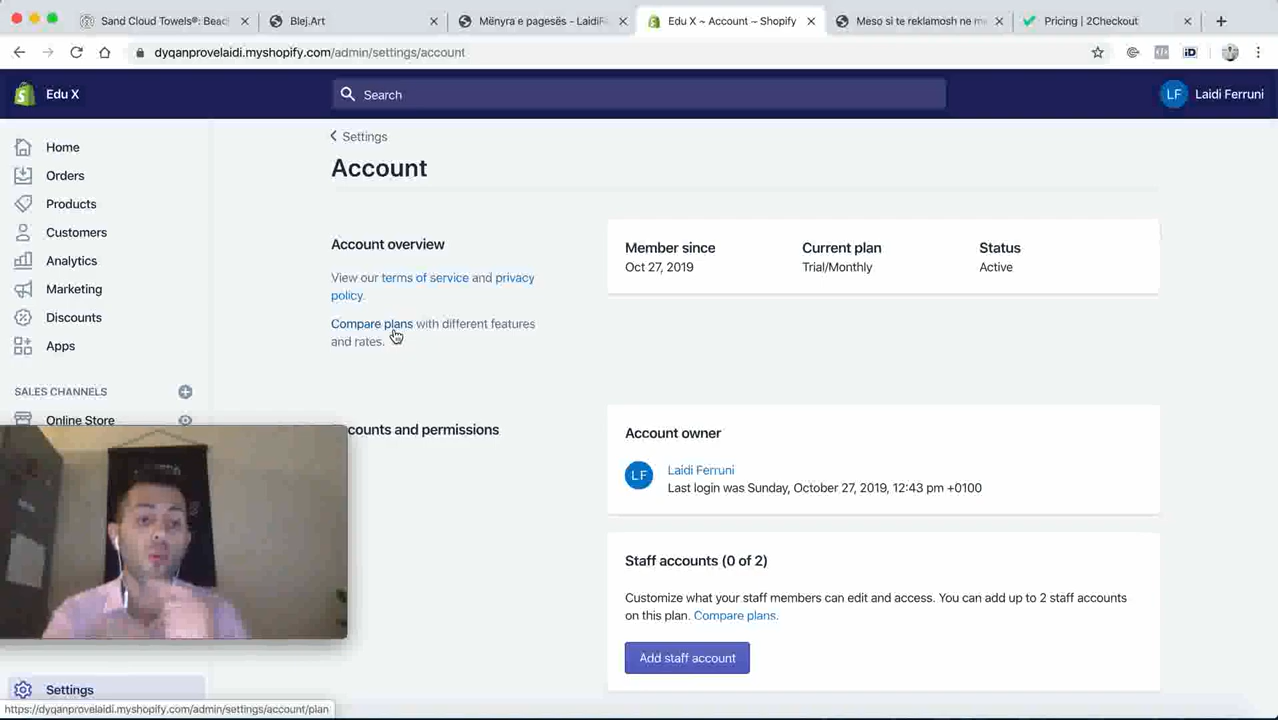 Sand Cloud Towels®: Beac
Blej.Art
Mënyra e pagesës - LaidiFe
Edu X ~ Account ~ Shopify
Meso si te reklamosh ne me
Pricing | 2Checkout
dyqanprovelaidi.myshopify.com/admin/settings/account
iD
Edu X
Search
LF
Laidi Ferruni
Home
Orders
Products
Customers
Analytics
Marketing
Discounts
Apps
SALES CHANNELS
Online Store
Settings
Settings
Account
Account overview
View our terms of service and privacy
policy.
Compare plans with different features
and rates.
Member since
Oct 27, 2019
Current plan
Trial/Monthly
Status
Active
counts and permissions
Account owner
LF
Laidi Ferruni
Last login was Sunday, October 27, 2019, 12:43 pm +0100
Staff accounts (0 of 2)
Customize what your staff members can edit and access. You can add up to 2 staff accounts
on this plan. Compare plans.
Add staff account
https://dyqanprovelaidi.myshopify.com/admin/settings/account/plan